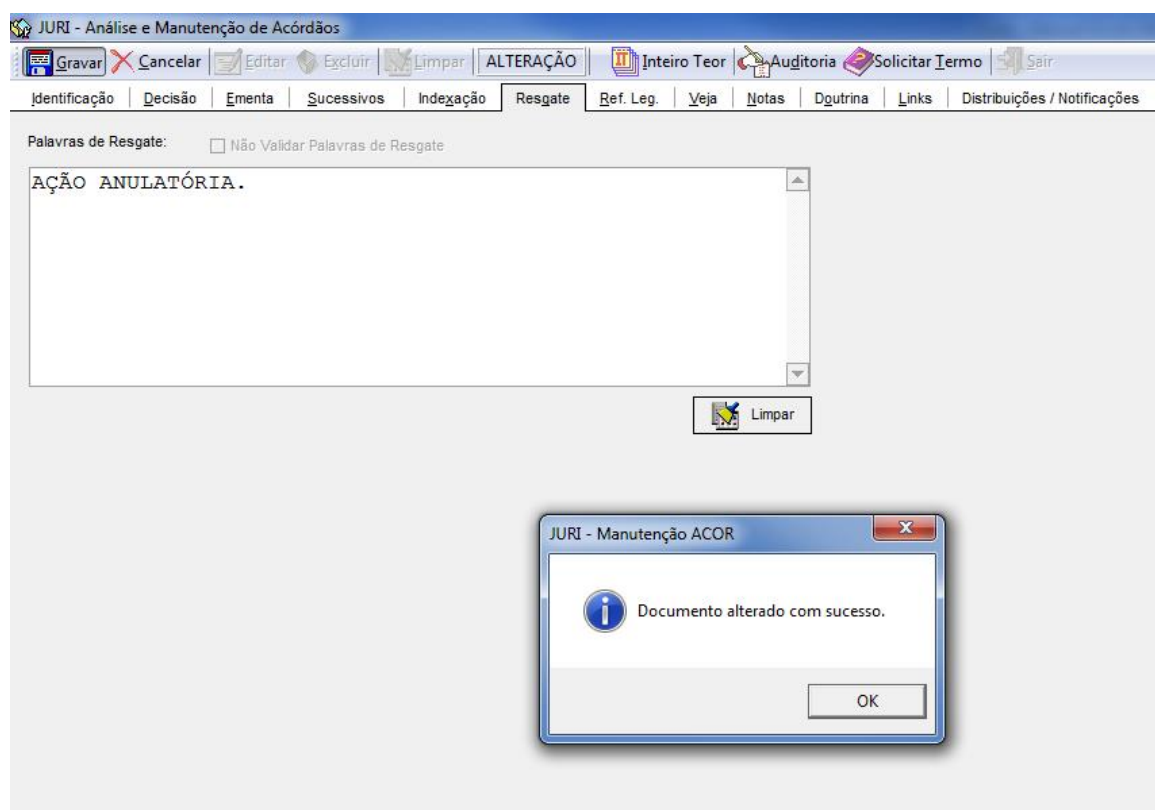 JURI - Análise e Manutenção de Acórdãos
Gravar Cancelar Editar Excluir Limpar ALTERAÇÃO Inteiro Teor Auditoria Solicitar Termo Sair
Identificação Decisão Ementa Sucessivos Indexação Resgate Ref. Leg. Veja Notas Doutrina Links Distribuições / Notificações
Palavras de Resgate: Não Validar Palavras de Resgate
AÇÃO ANULATÓRIA.
Limpar
JURI - Manutenção ACOR
Documento alterado com sucesso.
OK